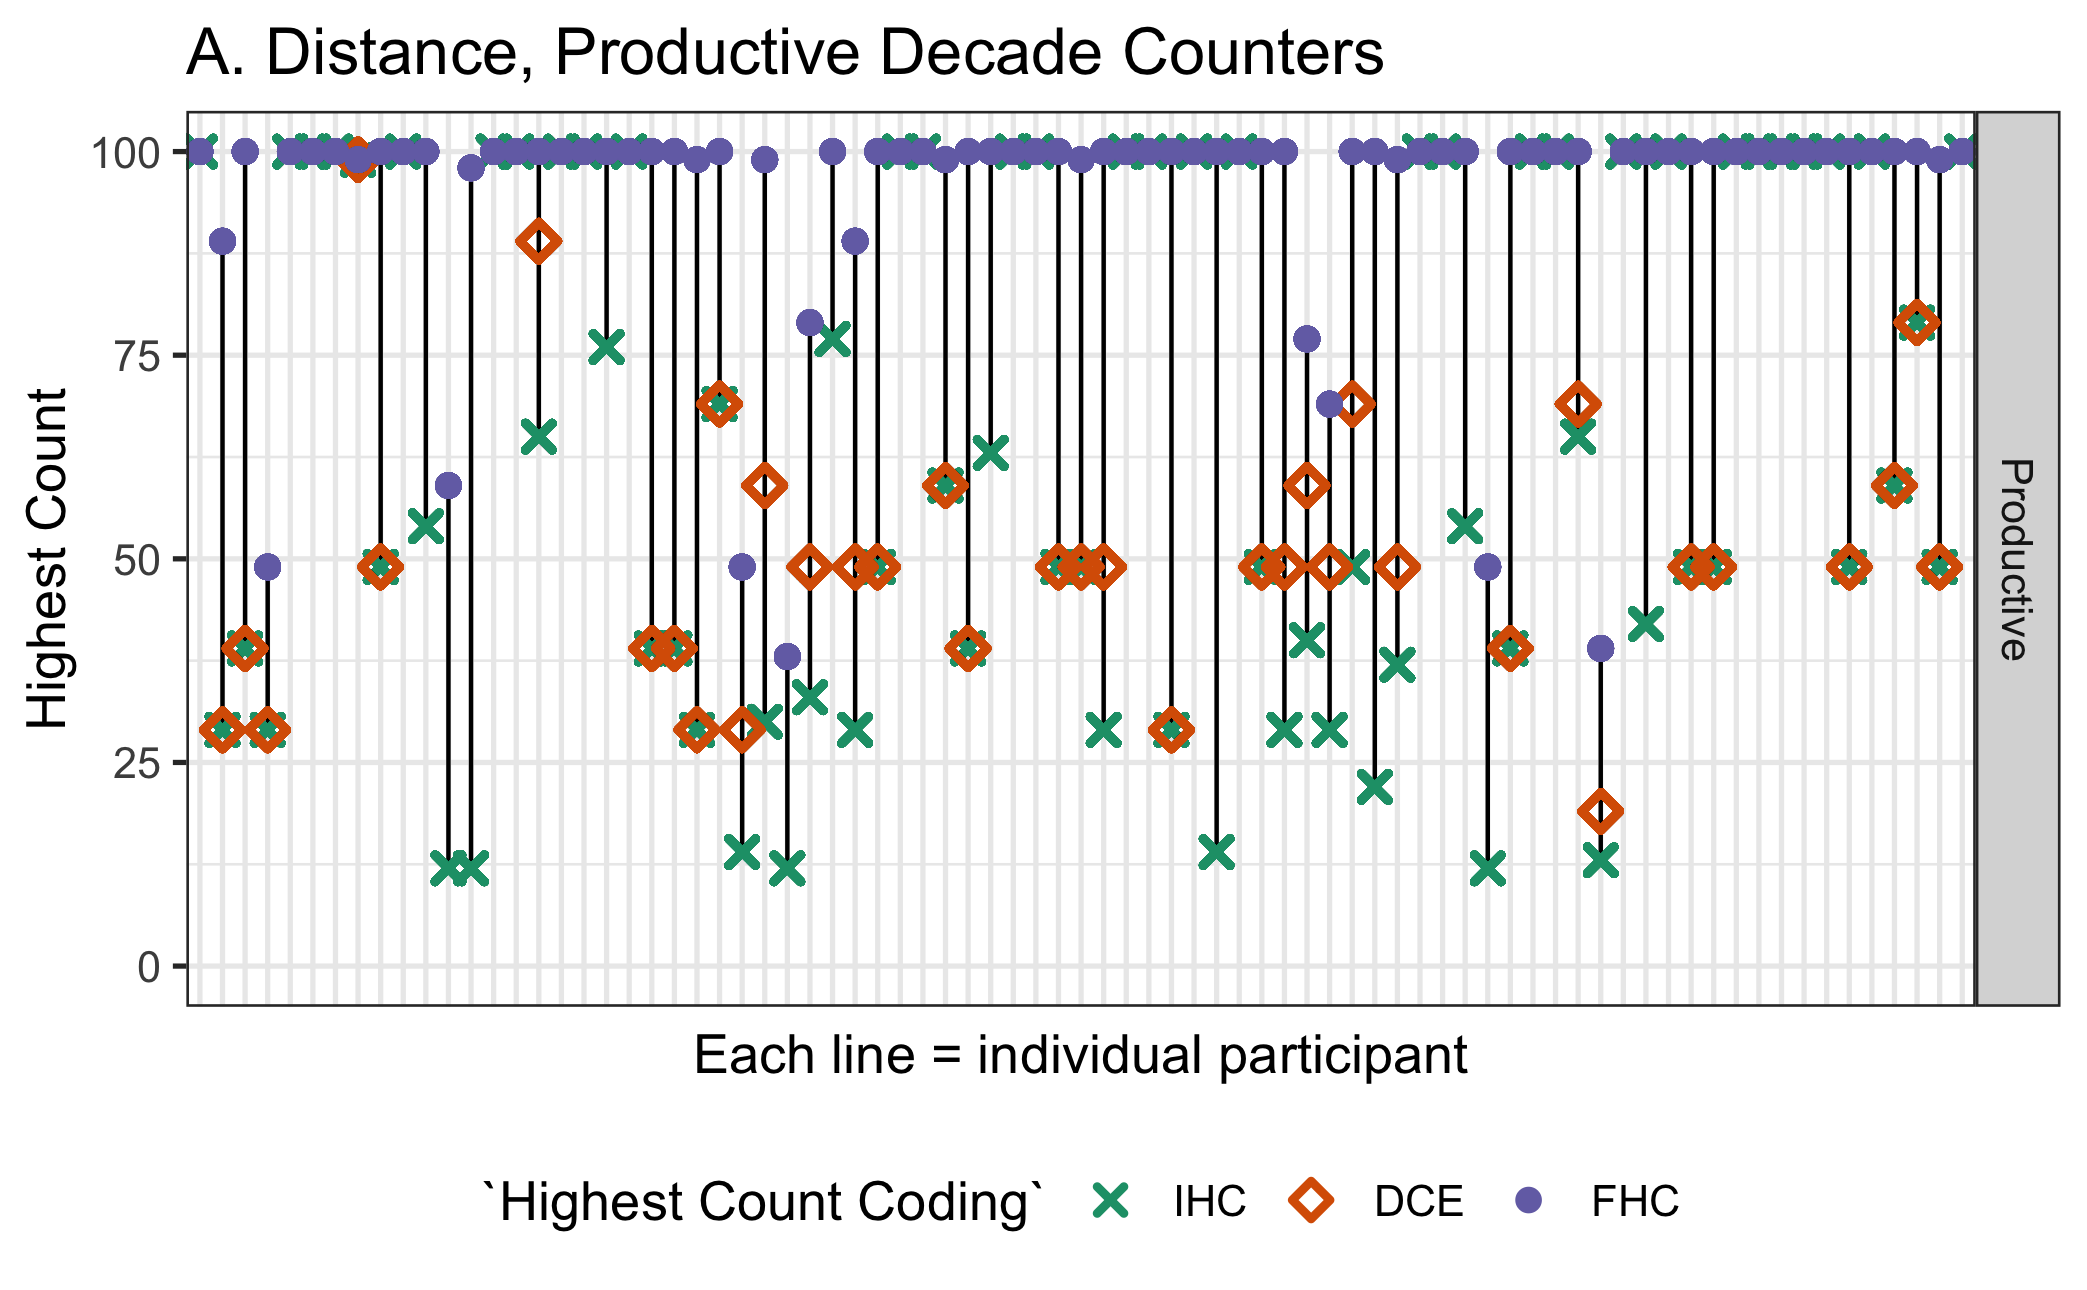 A. Distance, Productive Decade Counters
Highest Count
100
75
50
25
0
Productive
Each line = individual participant
`Highest Count Coding` IHC DCE FHC